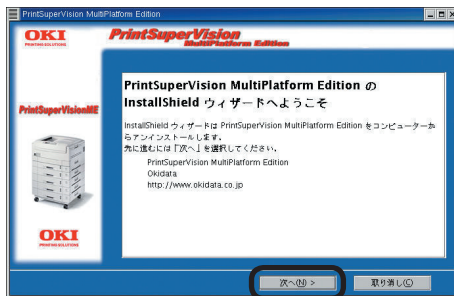 PrintSuperVision MultiPlatform Edition
OKI
PRINTING SOLUTIONS
PrintSuperVision
MultiPlatform Edition
PrintSuperVisionME
PrintSuperVision MultiPlatform Edition の
InstallShield ウィザードへようこそ
InstallShield ウィザードは PrintSuperVision MultiPlatform Edition をコンピューターか
らアンインストールします。
先に進むには「次へ」を選択してください。
PrintSuperVision MultiPlatform Edition
Okidata
http://www.okidata.co.jp
OKI
PRINTING SOLUTIONS
次へ(N) >
取り消し(C)